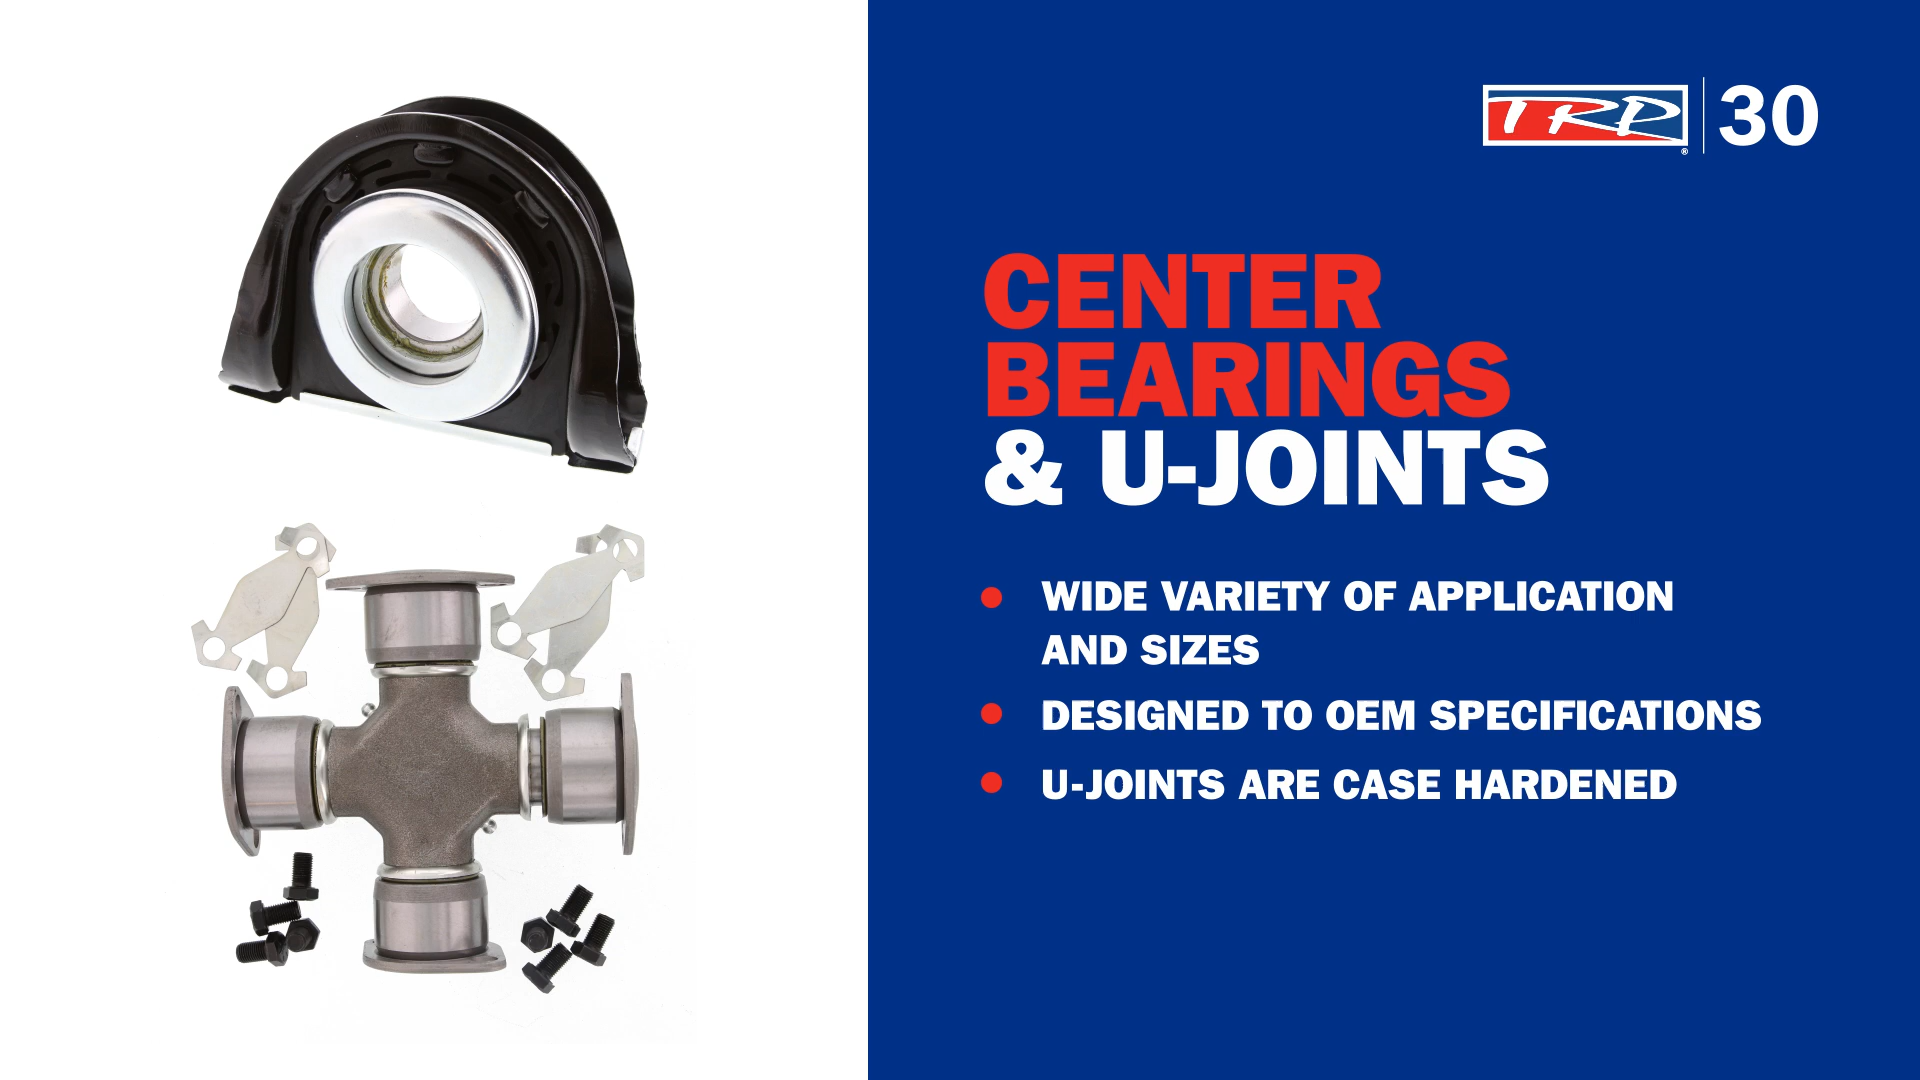 TRP® 30
CENTER
BEARINGS
& U-JOINTS
WIDE VARIETY OF APPLICATION
AND SIZES
DESIGNED TO OEM SPECIFICATIONS
U-JOINTS ARE CASE HARDENED